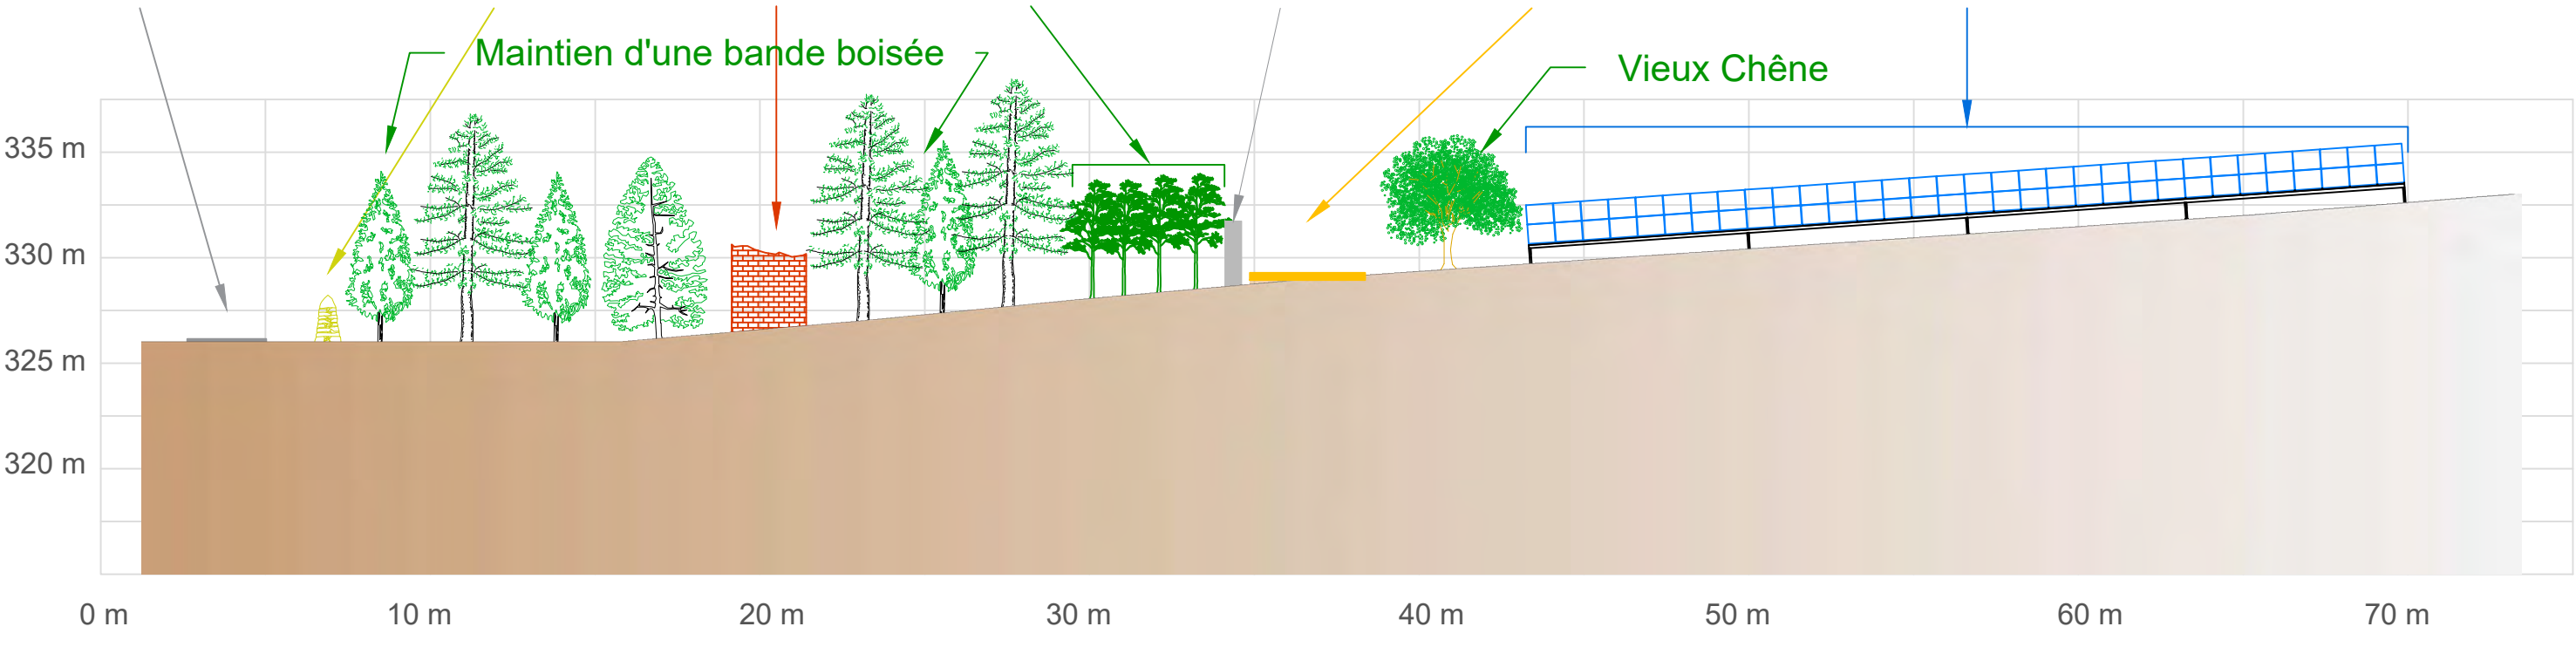 Maintien d'une bande boisée
Vieux Chêne
335 m
330 m
325 m
320 m
0 m
10 m
20 m
30 m
40 m
50 m
60 m
70 m